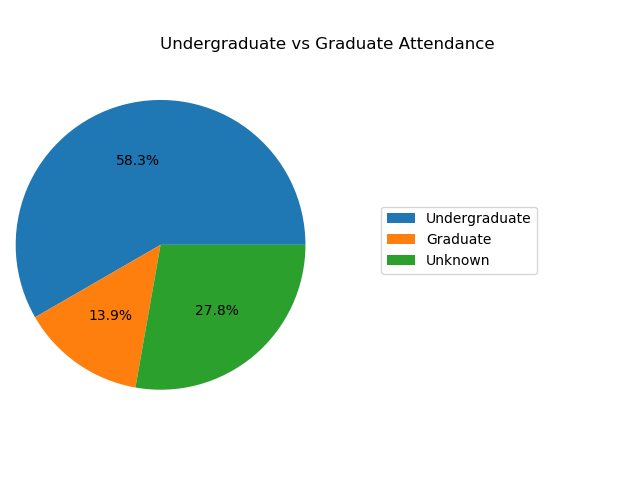 Undergraduate vs Graduate Attendance
58.3%
13.9%
27.8%
Undergraduate
Graduate
Unknown